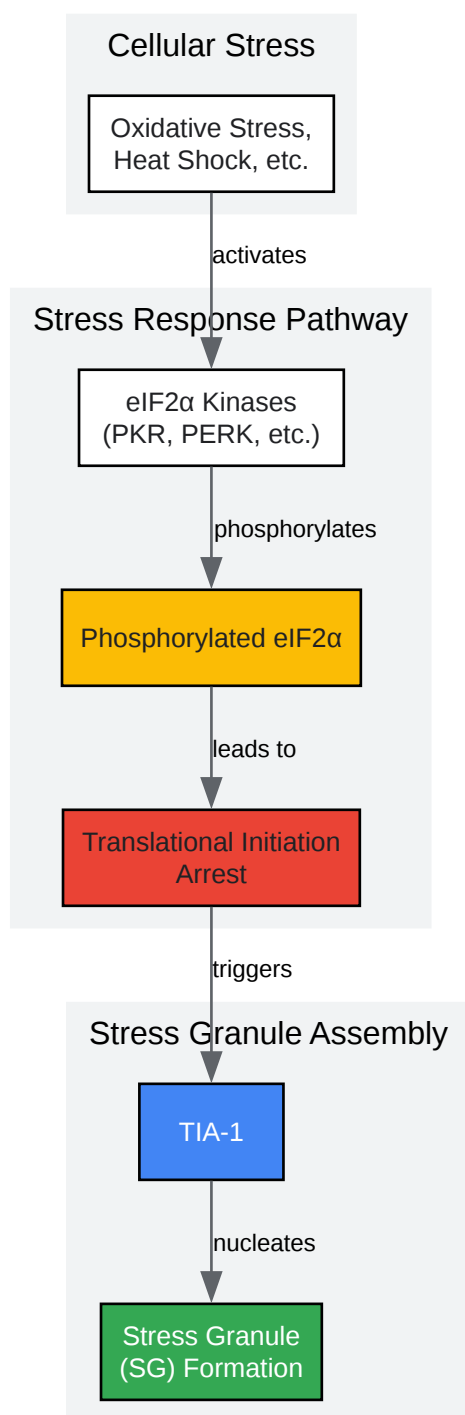 Cellular Stress
Oxidative Stress,
Heat Shock, etc.
activates
Stress Response Pathway
eIF2α Kinases
(PKR, PERK, etc.)
phosphorylates
Phosphorylated eIF2α
leads to
Translational Initiation
Arrest
triggers
Stress Granule Assembly
TIA-1
nucleates
Stress Granule
(SG) Formation